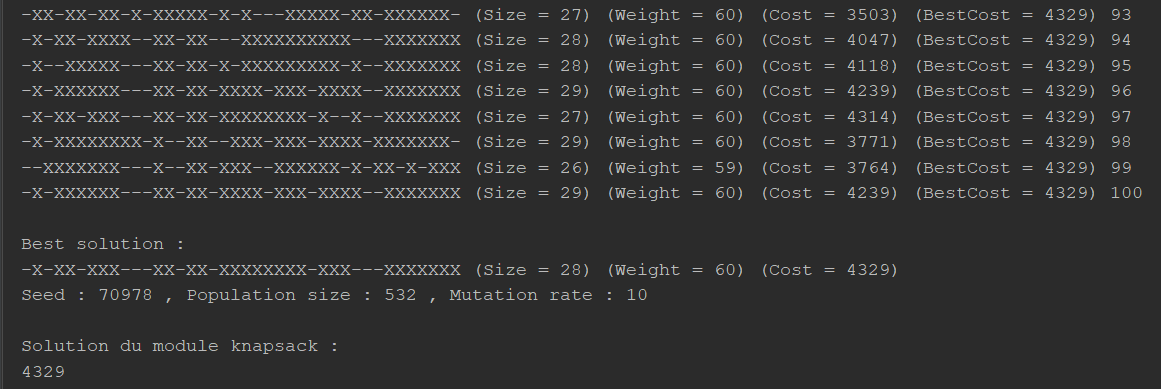 -XX-XX-XX-X-XXXXX-X-X---XXXXX-XX-XXXXXX- (Size = 27) (Weight = 60) (Cost = 3503) (BestCost = 4329) 93
-X-XX-XXXX--XX-XX---XXXXXXXXXX---XXXXXXX (Size = 28) (Weight = 60) (Cost = 4047) (BestCost = 4329) 94
-X--XXXXX---XX-XX-X-XXXXXXXXX-X--XXXXXXX (Size = 28) (Weight = 60) (Cost = 4118) (BestCost = 4329) 95
-X-XXXXXX---XX-XX-XXXX-XXX-XXXX--XXXXXXX (Size = 29) (Weight = 60) (Cost = 4239) (BestCost = 4329) 96
-X-XX-XXX---XX-XX-XXXXXXXX-X--X--XXXXXXX (Size = 27) (Weight = 60) (Cost = 4314) (BestCost = 4329) 97
-X-XXXXXXXX-X--XX--XXX-XXX-XXXX-XXXXXXX- (Size = 29) (Weight = 60) (Cost = 3771) (BestCost = 4329) 98
--XXXXXXX---X--XX-XXX--XXXXXX-X-XX-X-XXX (Size = 26) (Weight = 59) (Cost = 3764) (BestCost = 4329) 99
-X-XXXXXX---XX-XX-XXXX-XXX-XXXX--XXXXXXX (Size = 29) (Weight = 60) (Cost = 4239) (BestCost = 4329) 100
Best solution :
-X-XX-XXX---XX-XX-XXXXXXXX-XXX---XXXXXXX (Size = 28) (Weight = 60) (Cost = 4329)
Seed : 70978 , Population size : 532 , Mutation rate : 10
Solution du module knapsack :
4329